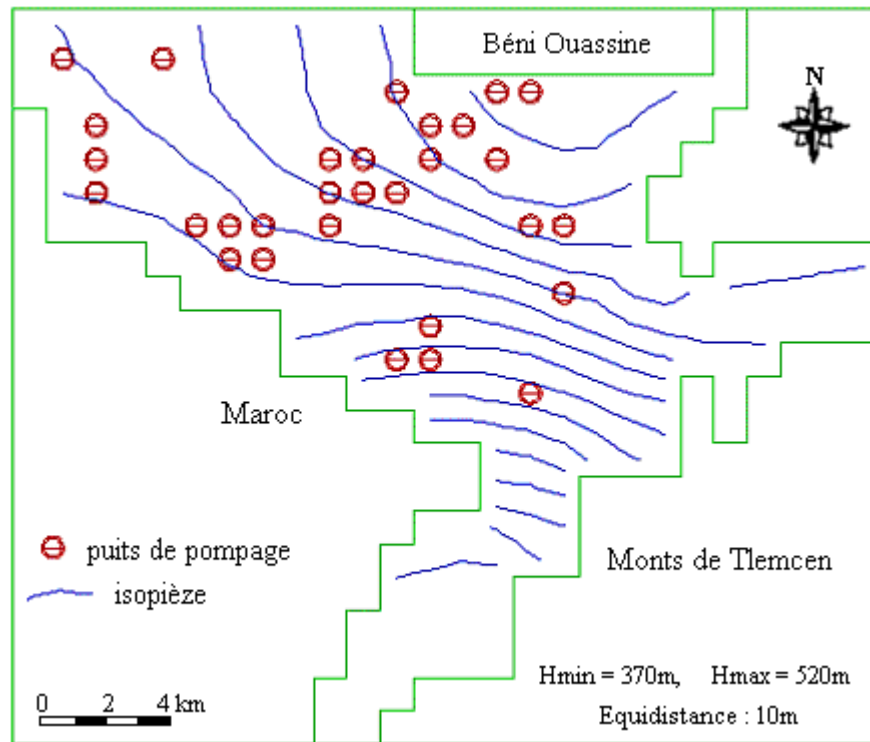 Béni Ouassine
N
Maroc
puits de pompage
isopièze
Monts de Tlemcen
0 2 4 km
Hmin = 370m, Hmax = 520m
Equidistance : 10m